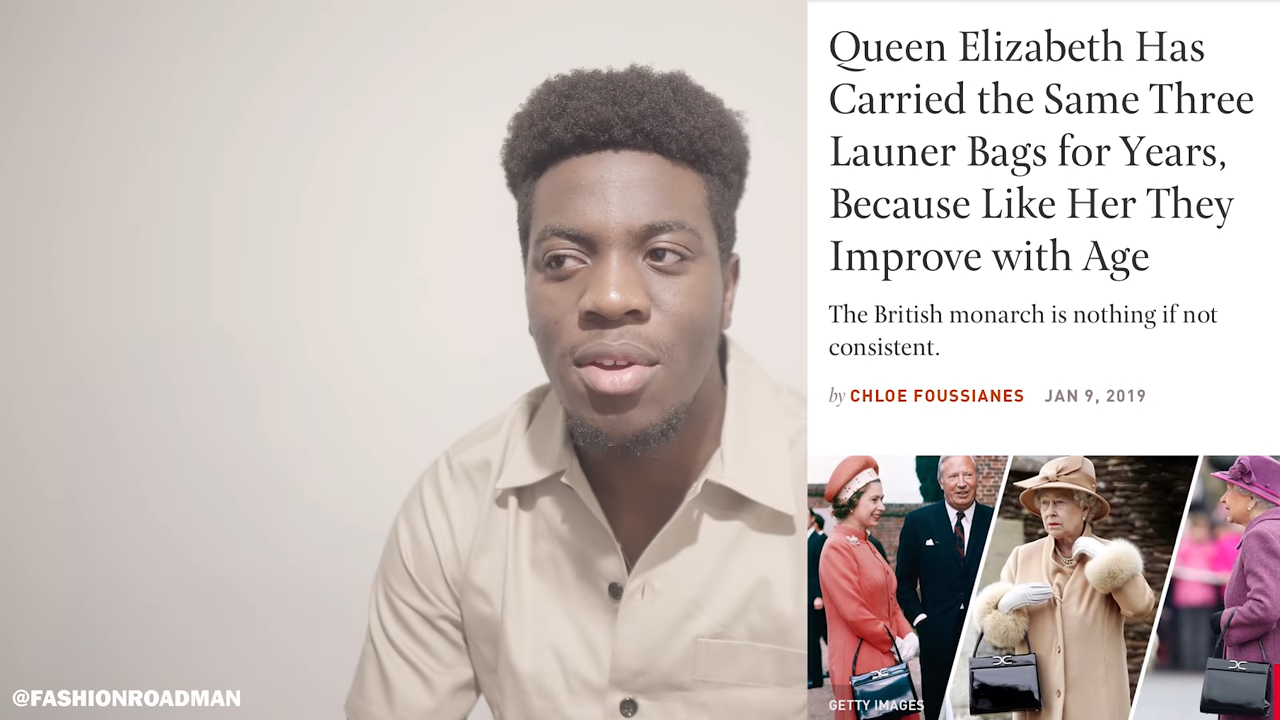 Queen Elizabeth Has
Carried the Same Three
Launer Bags for Years,
Because Like Her They
Improve with Age
The British monarch is nothing if not
consistent.
by CHLOE FOUSSIANES JAN 9, 2019
GETTY IMAGES
@FASHIONROADMAN